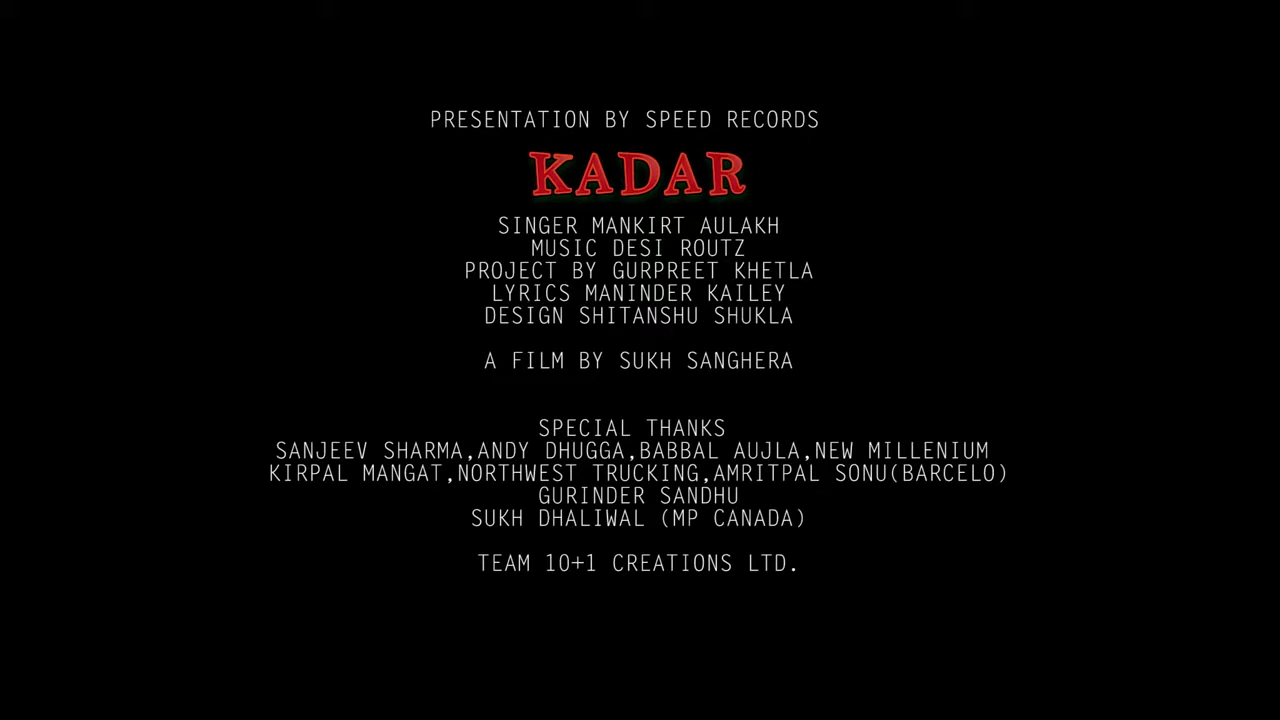 PRESENTATION BY SPEED RECORDS
KADAR
SINGER MANKIRT AULAKH
MUSIC DESI ROUTZ
PROJECT BY GURPREET KHETLA
LYRICS MANINDER KAILEY
DESIGN SHITANSHU SHUKLA
A FILM BY SUKH SANGHERA
SPECIAL THANKS
SANJEEV SHARMA,ANDY DHUGGA,BABBAL AUJLA,NEW MILLENIUM
KIRPAL MANGAT,NORTHWEST TRUCKING,AMRITPAL SONU(BARCELO)
GURINDER SANDHU
SUKH DHALIWAL (MP CANADA)
TEAM 10+1 CREATIONS LTD.